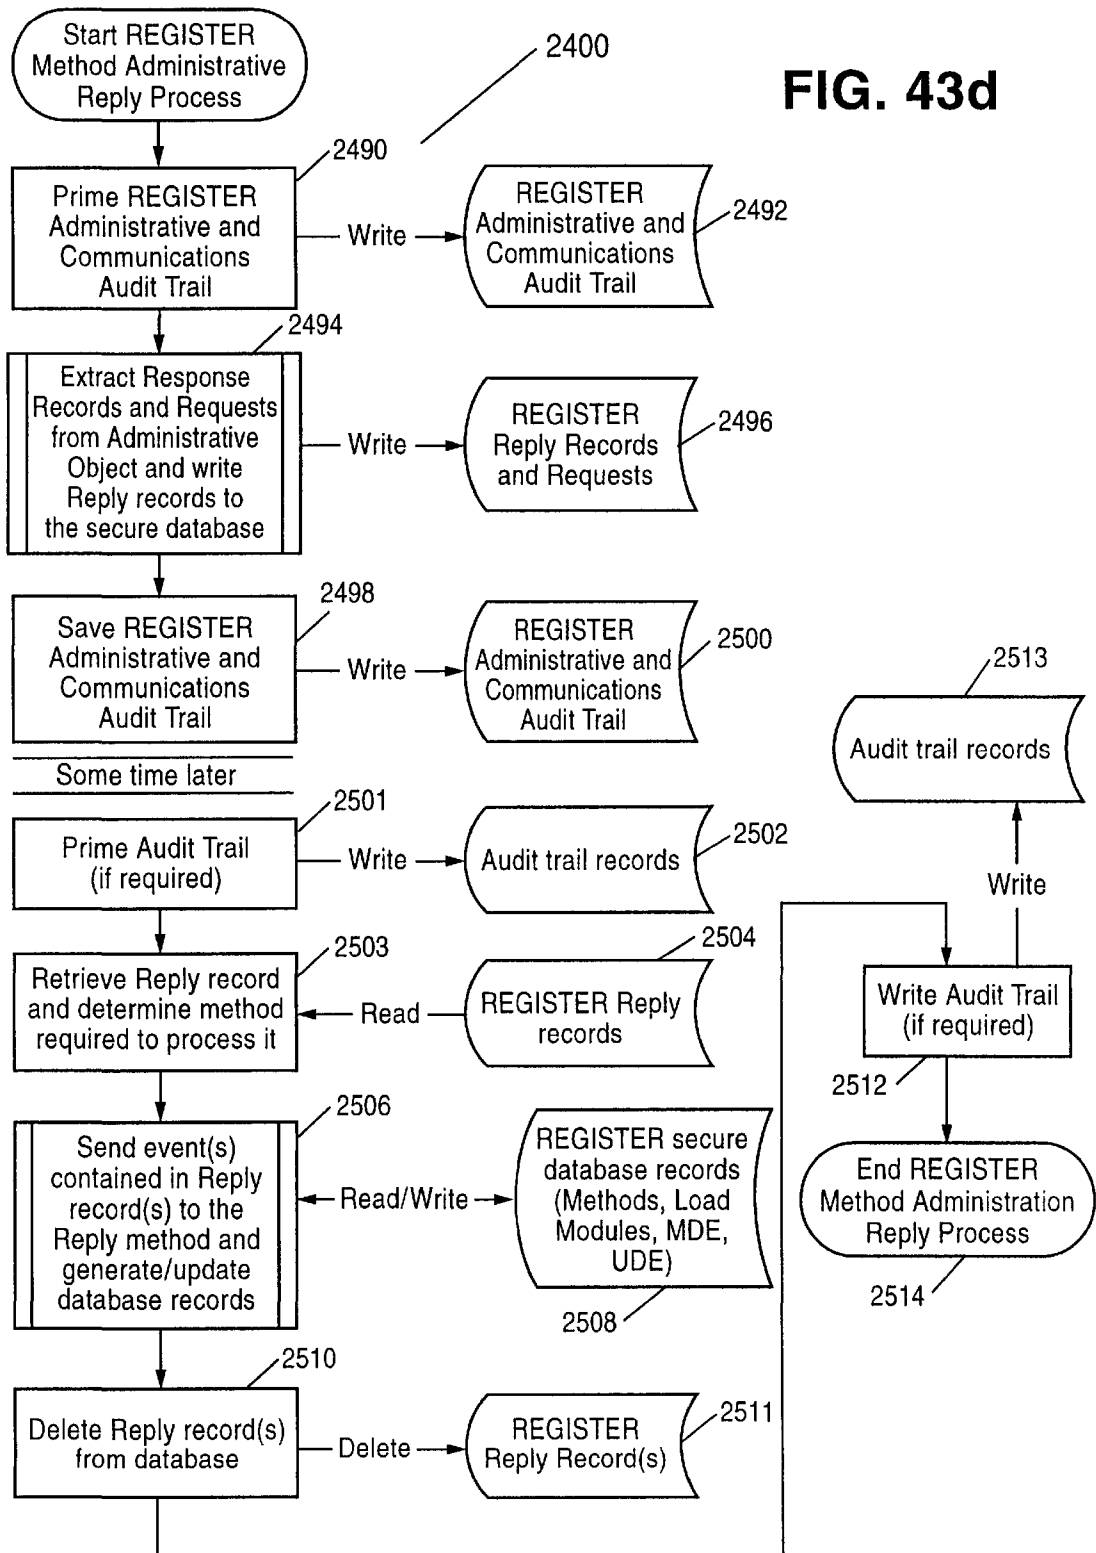 Start REGISTER
Method Administrative
Reply Process
2400
FIG. 43d
2490
Prime REGISTER
Administrative and
Communications
Audit Trail
Write
REGISTER
Administrative and
Communications
Audit Trail
2492
2494
Extract Response
Records and Requests
from Administrative
Object and write
Reply records to
the secure database
Write
REGISTER
Reply Records
and Requests
2496
2498
Save REGISTER
Administrative and
Communications
Audit Trail
Write
REGISTER
Administrative and
Communications
Audit Trail
2500
Some time later
2501
Prime Audit Trail
(if required)
Write
Audit trail records
2502
2503
Retrieve Reply record
and determine method
required to process it
Read
REGISTER Reply
records
2504
2506
Send event(s)
contained in Reply
record(s) to the
Reply method and
generate/update
database records
Read/Write
REGISTER secure
database records
(Methods, Load
Modules, MDE,
UDE)
2508
2510
Delete Reply record(s)
from database
Delete
REGISTER
Reply Record(s)
2511
2513
Audit trail records
Write
Write Audit Trail
(if required)
2512
End REGISTER
Method Administration
Reply Process
2514